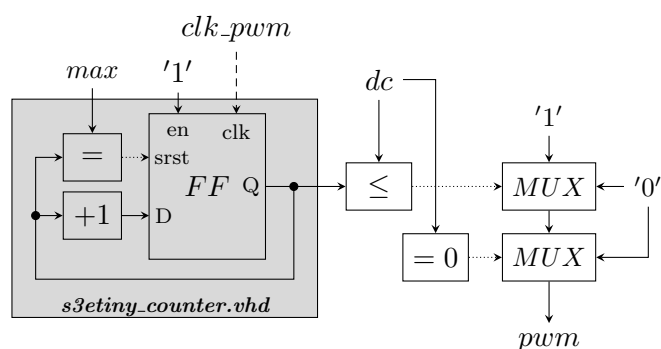 clk_pwm
max
'1'
dc
en
clk
'1'
=
srst
FF
Q
≤
MUX
'0'
+1
D
= 0
MUX
s3etiny_counter.vhd
pwm